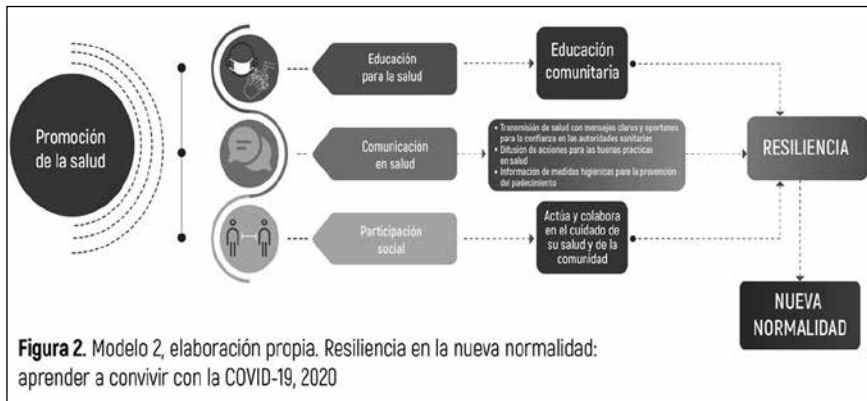 Promoción
de la salud
Educación
para la salud
Educación
comunitaria
Comunicación
en salud
• Transmisión de salud con mensajes claros y oportunos
para la confianza en las autoridades sanitarias
• Difusión de acciones para las buenas practicas
en salud
• Información de medidas higiénicas para la prevención
del padecimiento
RESILIENCIA
Participación
social
Actúa y colabora
en el cuidado de
su salud y de la
comunidad
NUEVA
NORMALIDAD
Figura 2. Modelo 2, elaboración propia. Resiliencia en la nueva normalidad:
aprender a convivir con la COVID-19, 2020